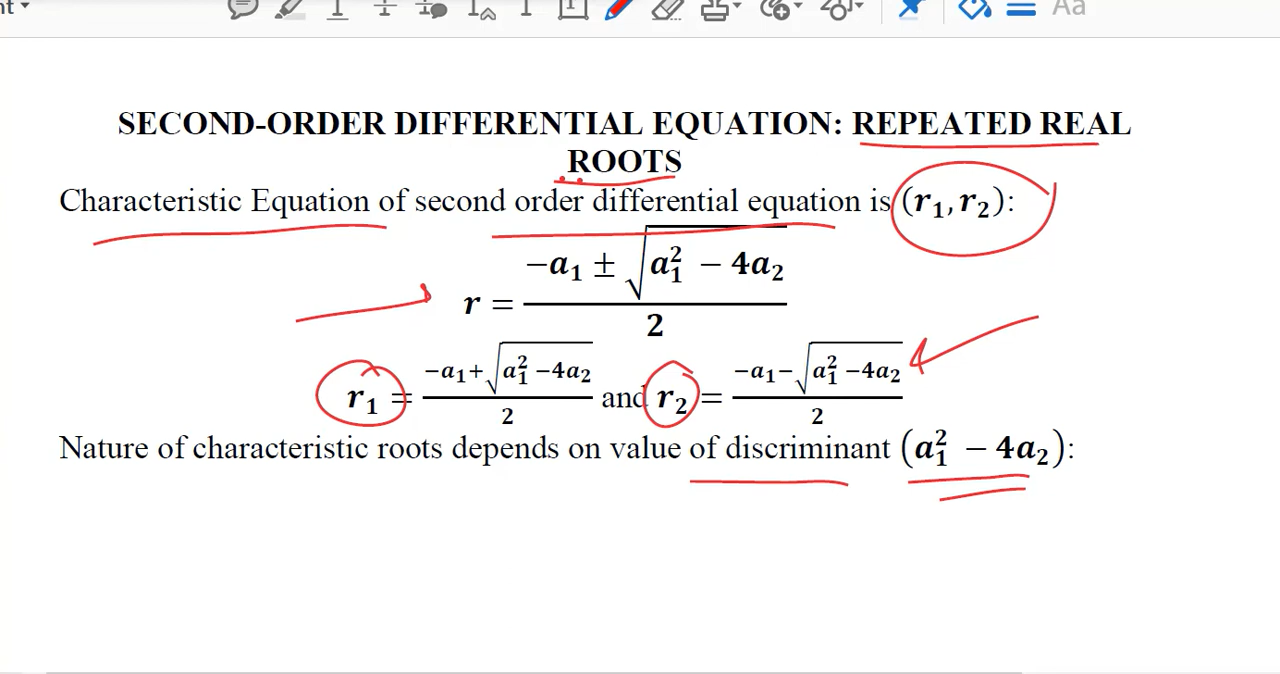 nt
Aa
SECOND-ORDER DIFFERENTIAL EQUATION: REPEATED REAL
ROOTS
Characteristic Equation of second order differential equation is (r₁, r₂):
r = (-a₁ ± √(a₁² − 4a₂))/2
r₁ = (-a₁+√(a₁² −4a₂))/2 and r₂ = (-a₁−√(a₁² −4a₂))/2
Nature of characteristic roots depends on value of discriminant (a₁² − 4a₂):